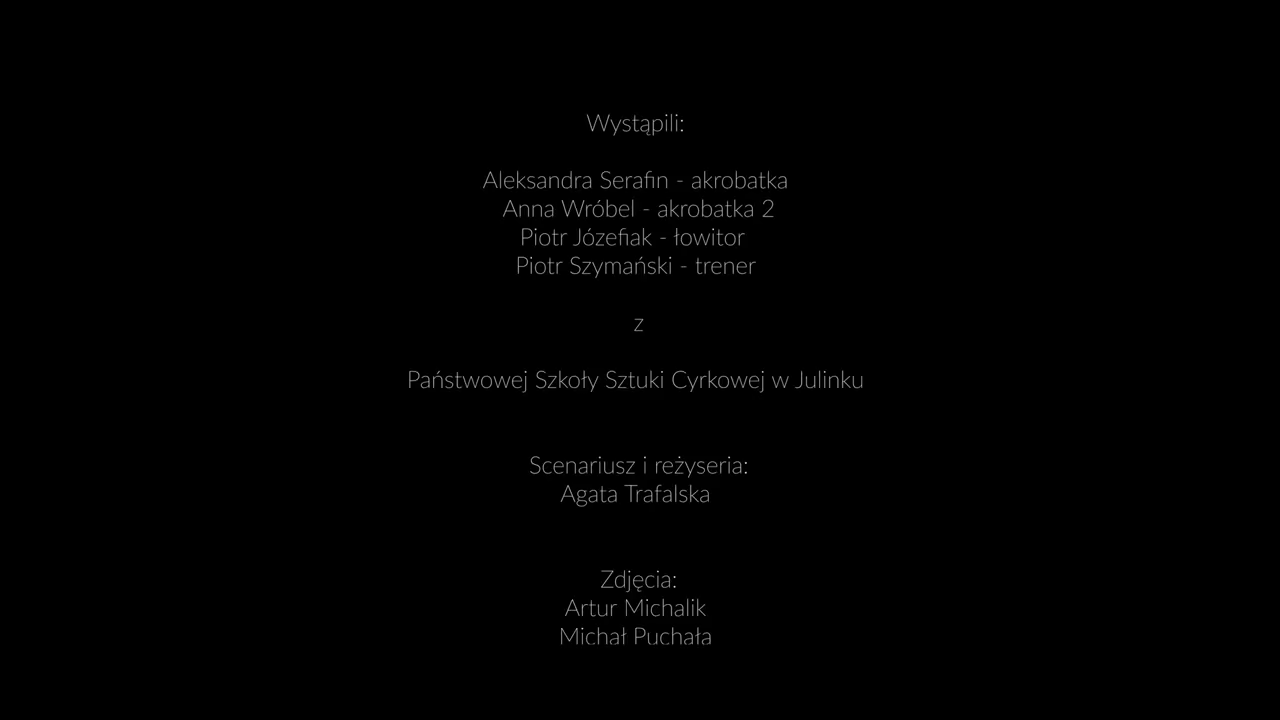 Wystąpili:
Aleksandra Serafin - akrobatka
Anna Wróbel - akrobatka 2
Piotr Józefiak - łowitor
Piotr Szymański - trener
z
Państwowej Szkoły Sztuki Cyrkowej w Julinku
Scenariusz i reżyseria:
Agata Trafalska
Zdjęcia:
Artur Michalik
Michał Puchała